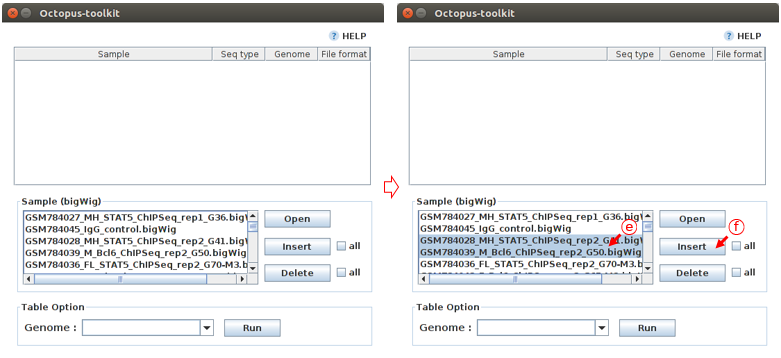 Octopus-toolkit
? HELP
Sample Seq type Genome File format
Sample (bigWig)
GSM784027_MH_STAT5_ChIPSeq_rep1_G36.bigW
GSM784045_IgG_control.bigWig
GSM784028_MH_STAT5_ChIPSeq_rep2_G41.bigW
GSM784039_M_Bcl6_ChIPSeq_rep2_G50.bigWig
GSM784036_FL_STAT5_ChIPSeq_rep2_G70-M3.b
Open
Insert all
Delete all
Table Option
Genome : Run
Octopus-toolkit
? HELP
Sample Seq type Genome File format
Sample (bigWig)
GSM784027_MH_STAT5_ChIPSeq_rep1_G36.bigW
GSM784045_IgG_control.bigWig
GSM784028_MH_STAT5_ChIPSeq_rep2_G41.bigW
GSM784039_M_Bcl6_ChIPSeq_rep2_G50.bigWig
GSM784036_FL_STAT5_ChIPSeq_rep2_G70-M3.b
e
f
Open
Insert all
Delete all
Table Option
Genome : Run